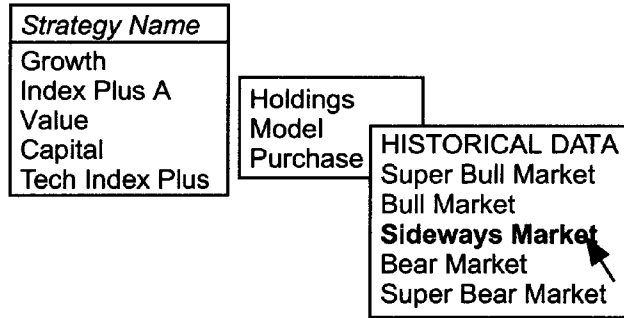 Strategy Name
Growth
Index Plus A
Value
Capital
Tech Index Plus
Holdings
Model
Purchase
HISTORICAL DATA
Super Bull Market
Bull Market
Sideways Market
Bear Market
Super Bear Market